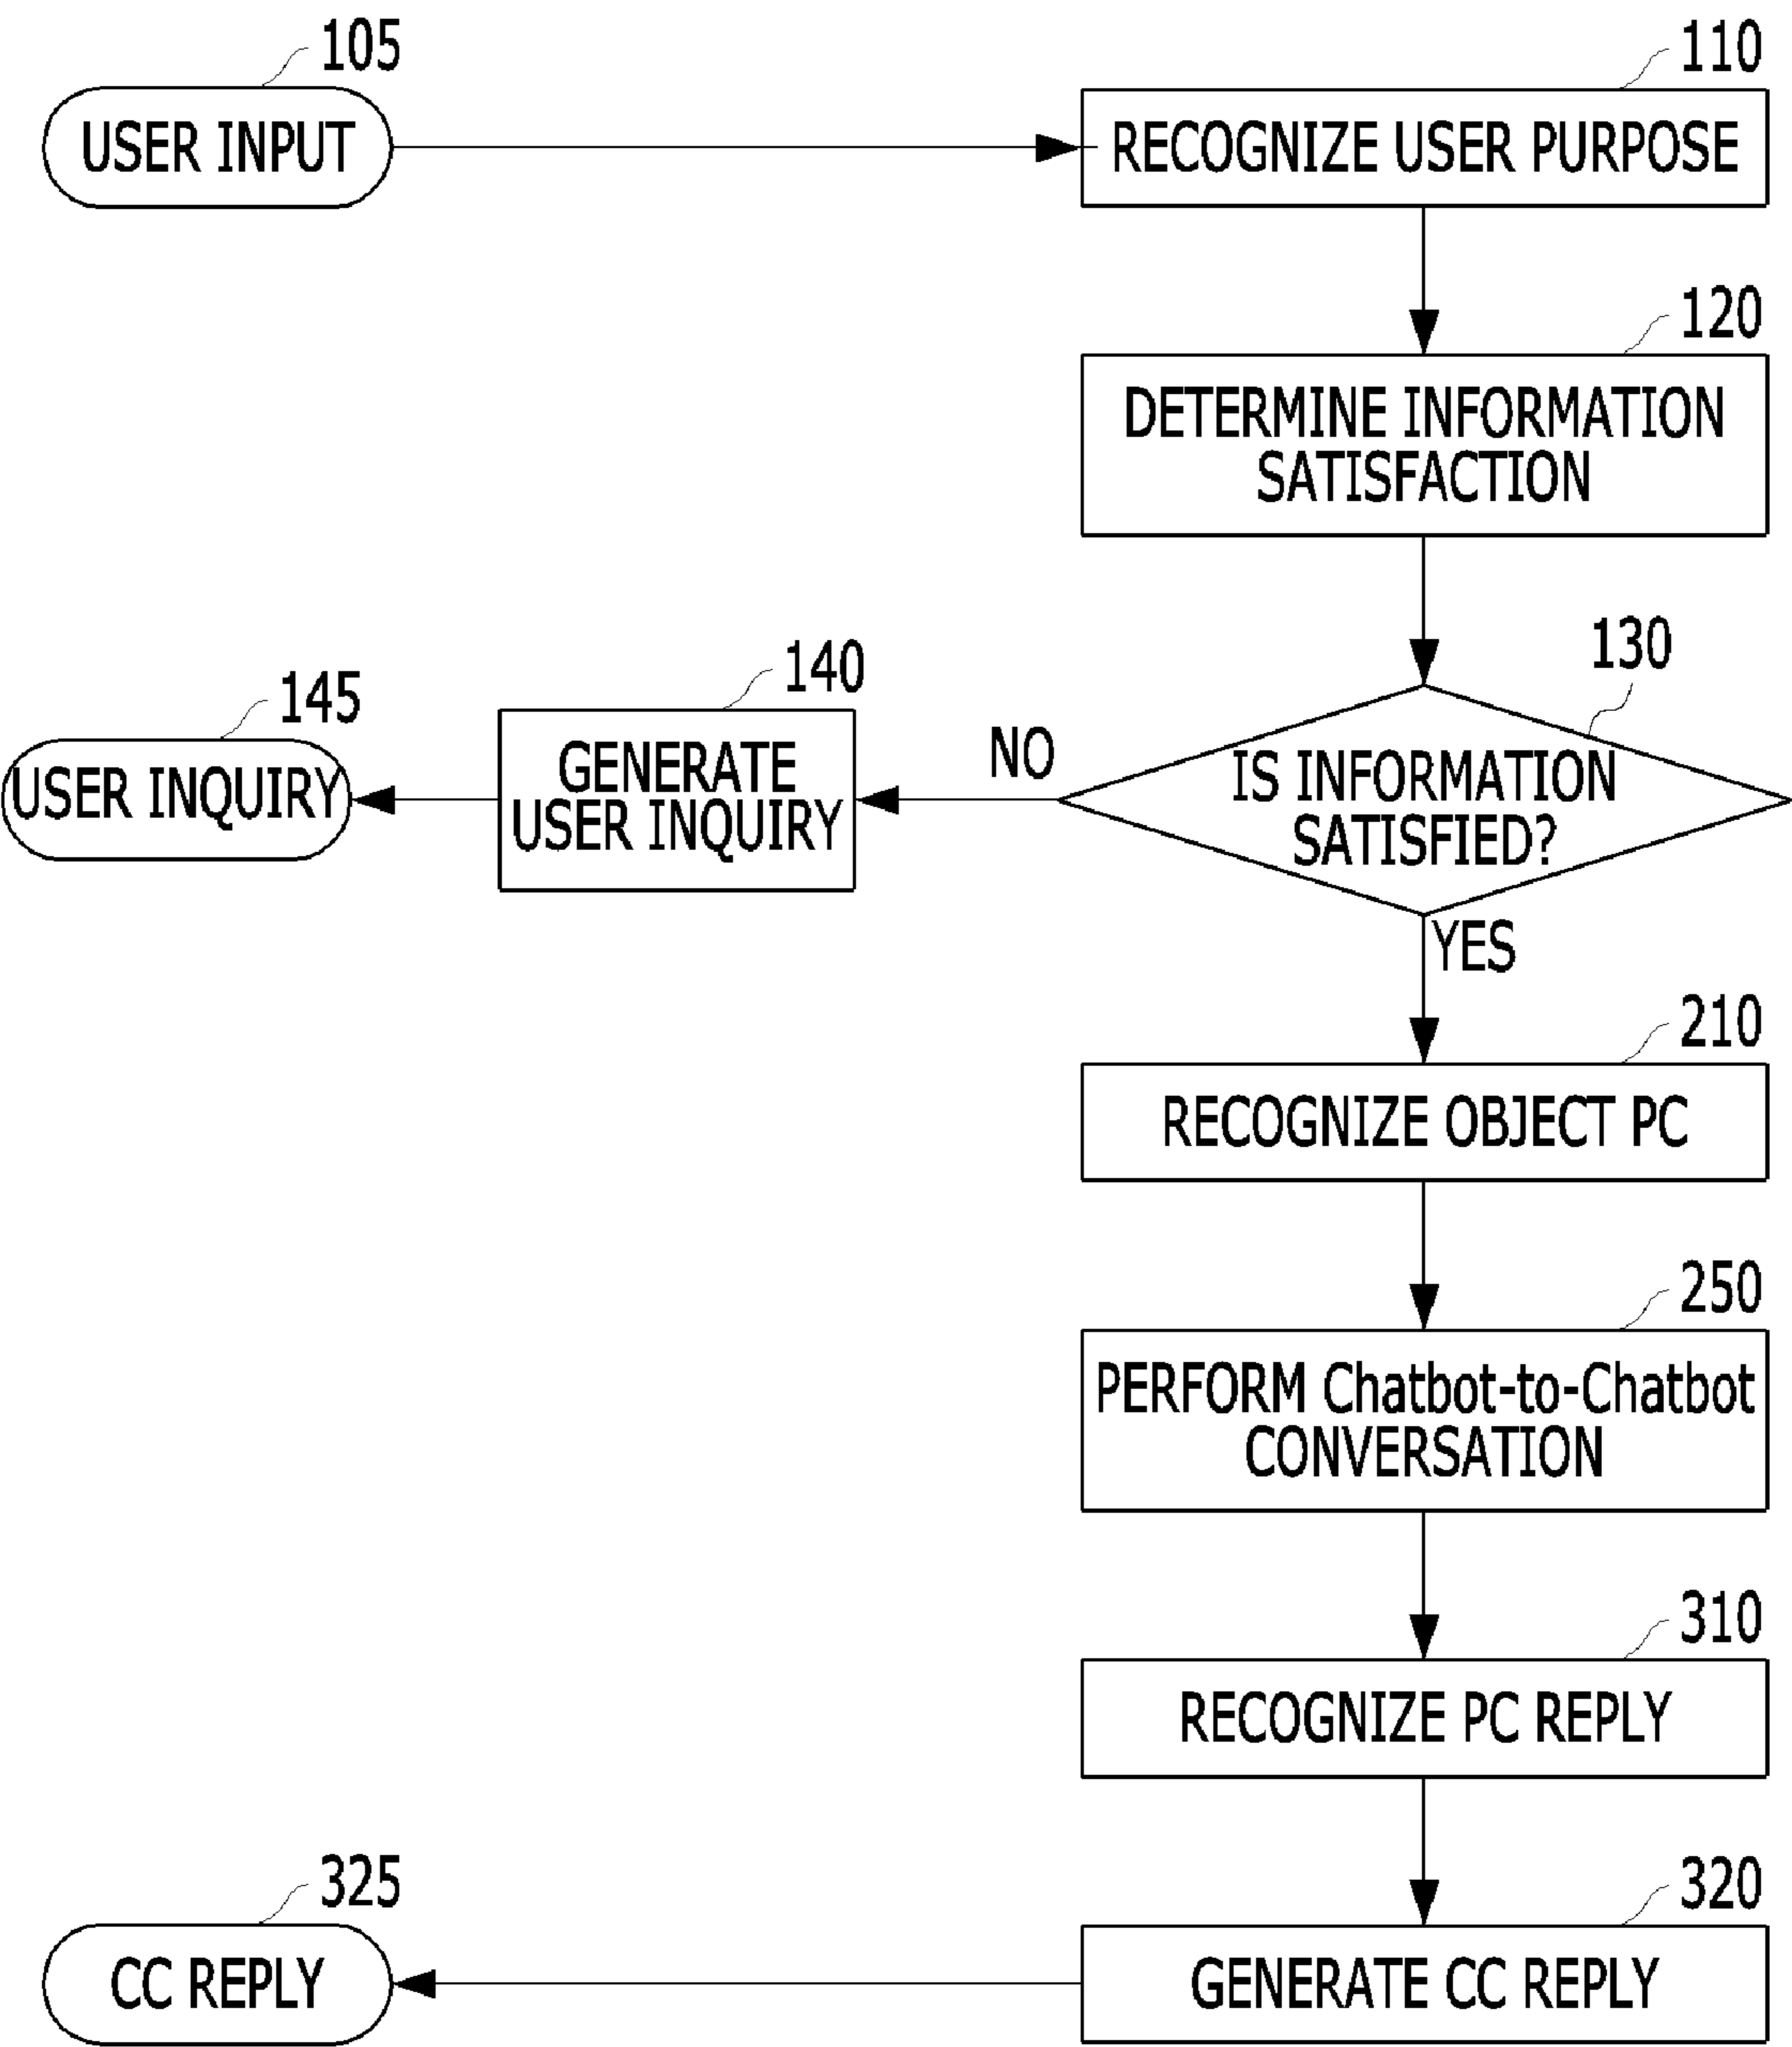 105
USER INPUT
110
RECOGNIZE USER PURPOSE
120
DETERMINE INFORMATION
SATISFACTION
130
IS INFORMATION
SATISFIED?
NO
140
GENERATE
USER INQUIRY
145
USER INQUIRY
YES
210
RECOGNIZE OBJECT PC
250
PERFORM Chatbot-to-Chatbot
CONVERSATION
310
RECOGNIZE PC REPLY
320
GENERATE CC REPLY
325
CC REPLY